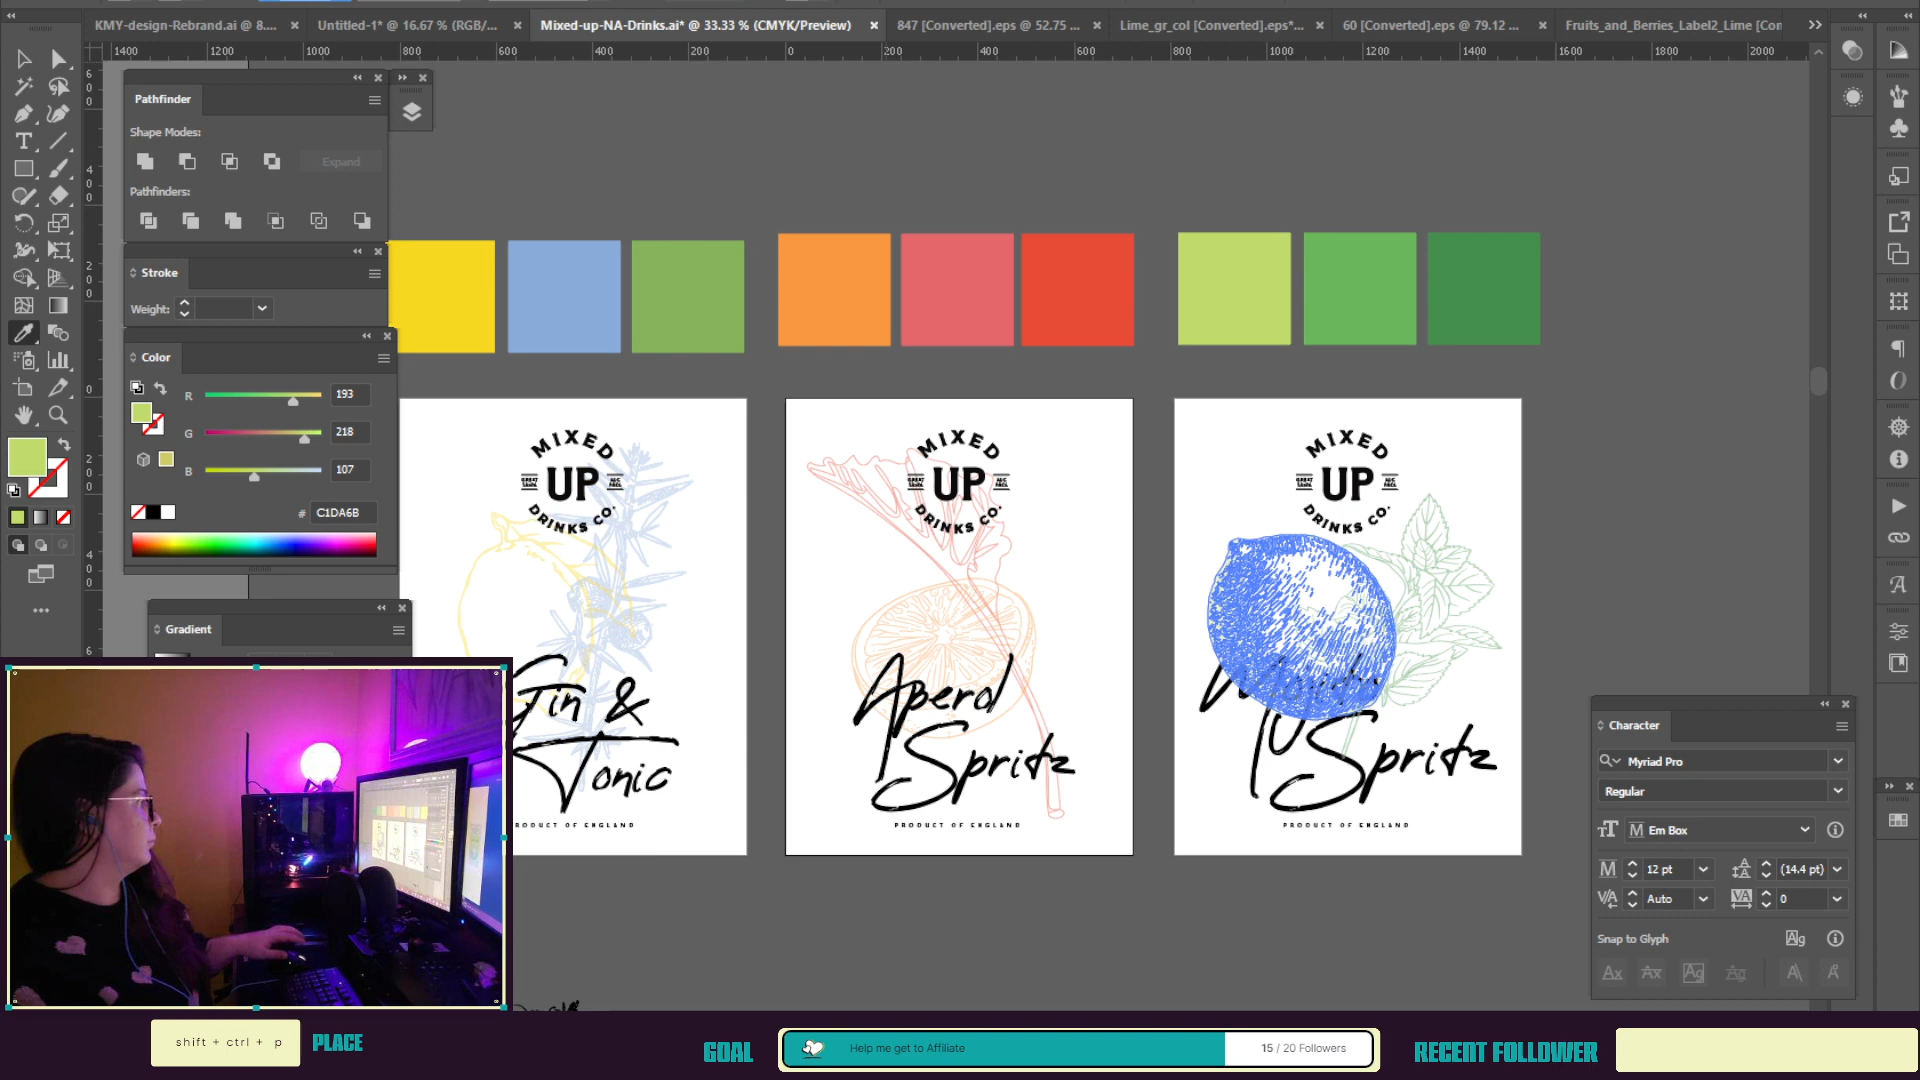 KMY-design-Rebrand.ai @ 8....
Untitled-1* @ 16.67 % (RGB/...
Mixed-up-NA-Drinks.ai* @ 33.33 % (CMYK/Preview)
847 [Converted].eps @ 52.75 ...
Lime_gr_col [Converted].eps*...
60 [Converted].eps @ 79.12 ...
Fruits_and_Berries_Label2_Lime [Con
1400 1200 1000 800 600 400 200 0 200 400 600 800 1000 1200 1400 1600 1800 2000
Pathfinder
Shape Modes:
Expand
Pathfinders:
Stroke
Weight:
Color
R 193
G 218
B 107
# C1DA6B
Gradient
MIXED
UP
DRINKS CO.
Gin &
Tonic
PRODUCT OF ENGLAND
MIXED
UP
DRINKS CO.
Aperol
Spritz
PRODUCT OF ENGLAND
MIXED
UP
DRINKS CO.
Spritz
PRODUCT OF ENGLAND
Character
Myriad Pro
Regular
Em Box
12 pt
(14.4 pt)
Auto
0
Snap to Glyph
shift + ctrl + p
PLACE
GOAL
Help me get to Affiliate
15 / 20 Followers
RECENT FOLLOWER